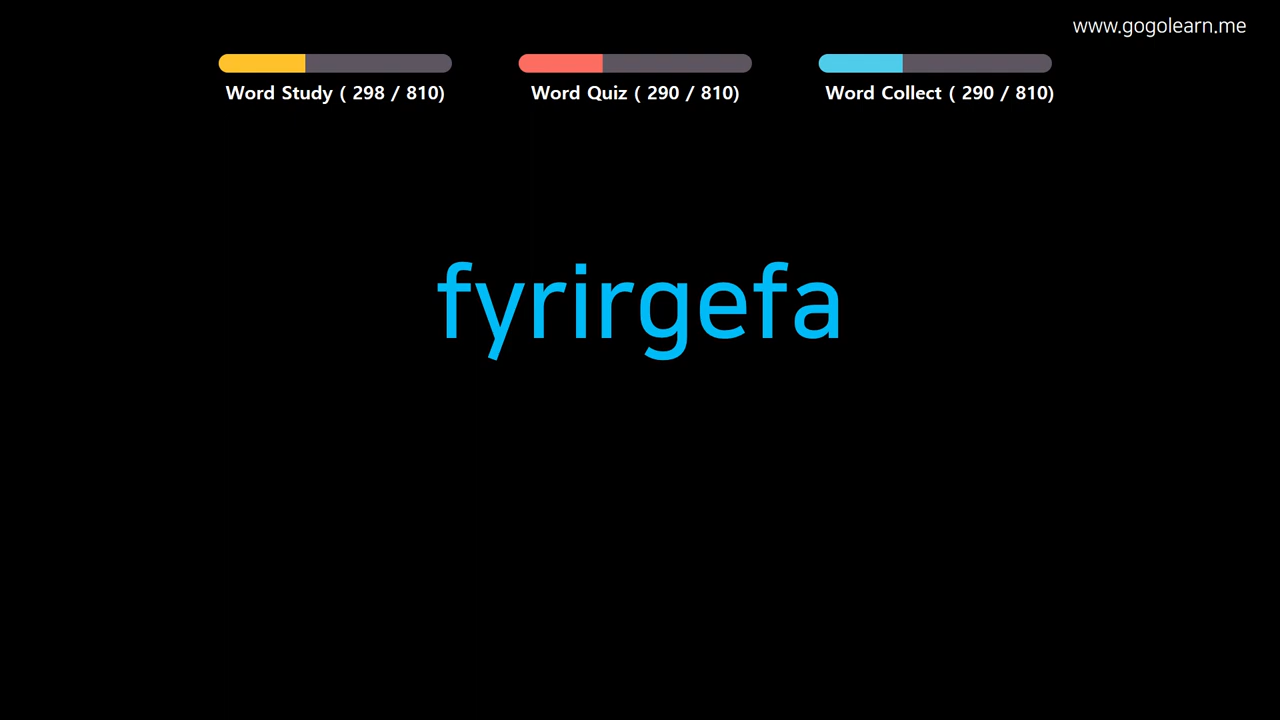 www.gogolearn.me
Word Study ( 298 / 810)
Word Quiz ( 290 / 810)
Word Collect ( 290 / 810)
fyrirgefa